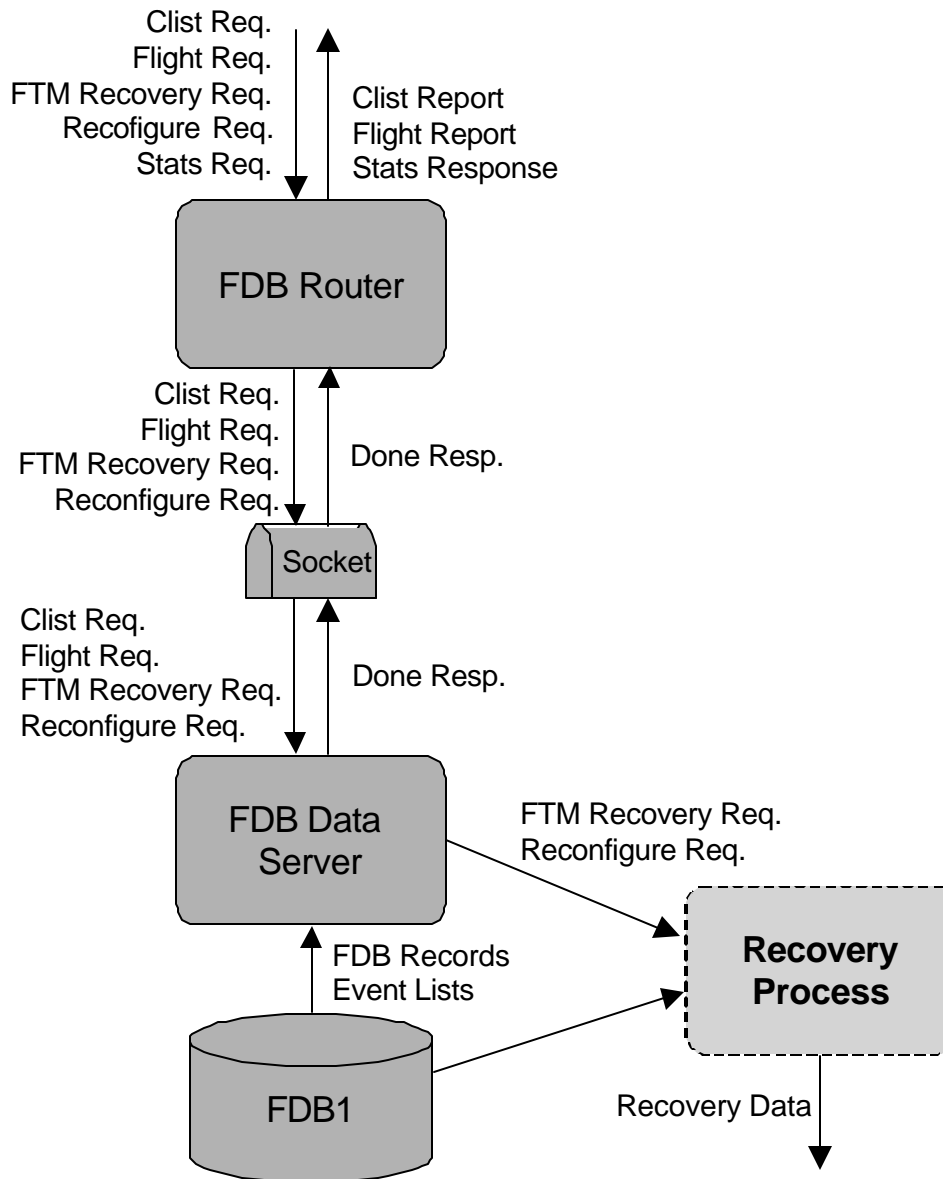 Clist Req.
Flight Req.
FTM Recovery Req.
Recofigure Req.
Stats Req.
Clist Report
Flight Report
Stats Response
FDB Router
Clist Req.
Flight Req.
FTM Recovery Req.
Reconfigure Req.
Done Resp.
Socket
Clist Req.
Flight Req.
FTM Recovery Req.
Reconfigure Req.
Done Resp.
FDB Data
Server
FTM Recovery Req.
Reconfigure Req.
FDB Records
Event Lists
Recovery
Process
FDB1
Recovery Data